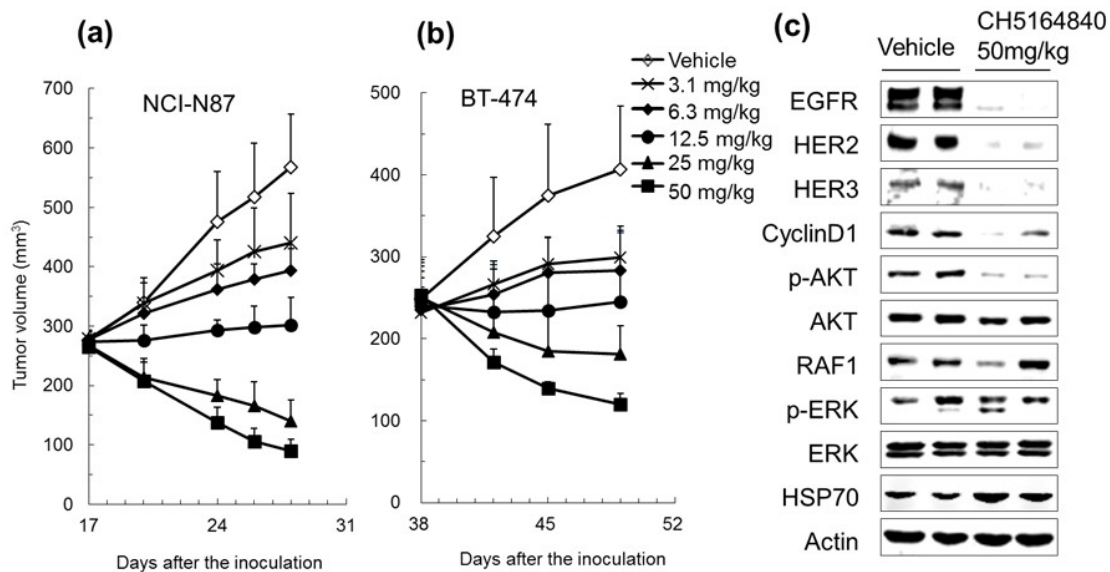 (a)
NCI-N87
Tumor volume (mm³)
700
600
500
400
300
200
100
0
17
24
31
Days after the inoculation
(b)
BT-474
500
400
300
200
100
0
38
45
52
Days after the inoculation
Vehicle
3.1 mg/kg
6.3 mg/kg
12.5 mg/kg
25 mg/kg
50 mg/kg
(c)
Vehicle
CH5164840
50mg/kg
EGFR
HER2
HER3
CyclinD1
p-AKT
AKT
RAF1
p-ERK
ERK
HSP70
Actin